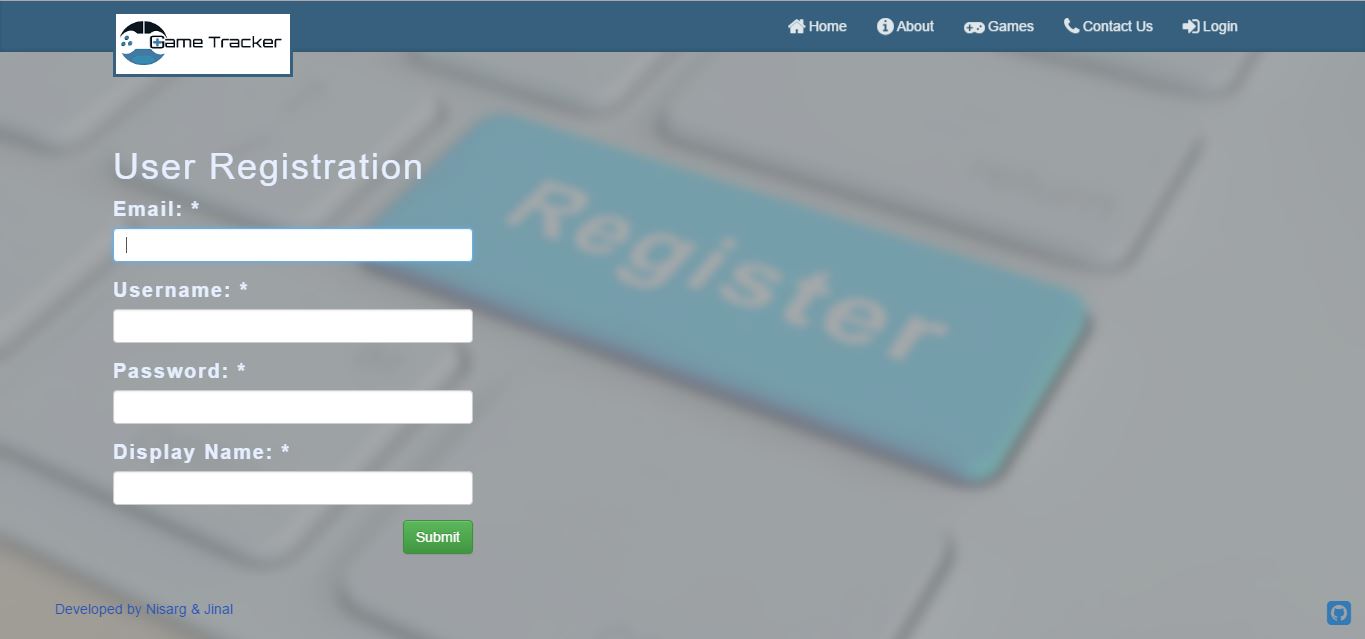 Game Tracker
Home About Games Contact Us Login
User Registration
Email: *
Username: *
Password: *
Display Name: *
Submit
Register
Developed by Nisarg & Jinal